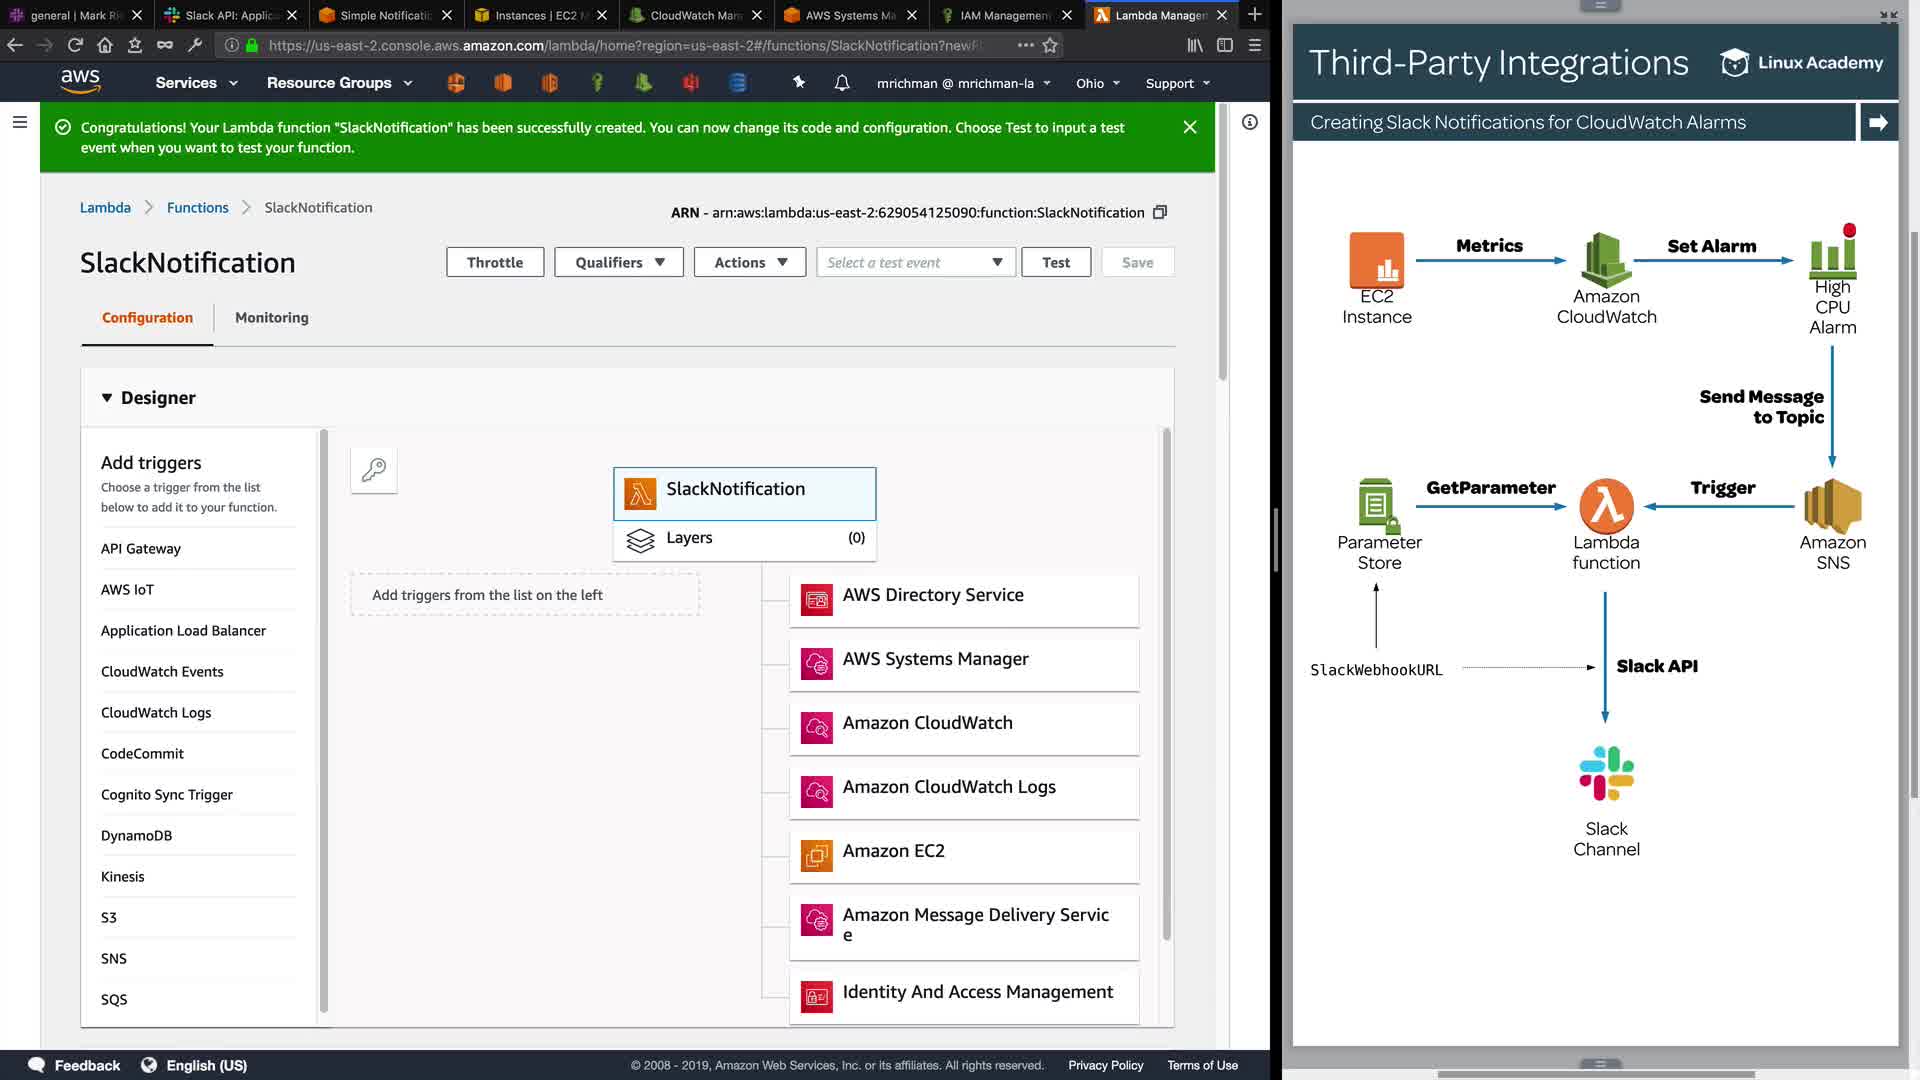 general | Mark Ri
Slack API: Applic
Simple Notificatio
Instances | EC2 M
CloudWatch Man
AWS Systems Ma
IAM Management
Lambda Managem
https://us-east-2.console.aws.amazon.com/lambda/home?region=us-east-2#/functions/SlackNotification?newF
aws
Services
Resource Groups
mrichman @ mrichman-la
Ohio
Support
Congratulations! Your Lambda function "SlackNotification" has been successfully created. You can now change its code and configuration. Choose Test to input a test
event when you want to test your function.
Lambda
Functions
SlackNotification
ARN - arn:aws:lambda:us-east-2:629054125090:function:SlackNotification
SlackNotification
Throttle
Qualifiers
Actions
Select a test event
Test
Save
Configuration
Monitoring
Designer
Add triggers
Choose a trigger from the list
below to add it to your function.
API Gateway
AWS IoT
Application Load Balancer
CloudWatch Events
CloudWatch Logs
CodeCommit
Cognito Sync Trigger
DynamoDB
Kinesis
S3
SNS
SQS
SlackNotification
Layers
(0)
Add triggers from the list on the left
AWS Directory Service
AWS Systems Manager
Amazon CloudWatch
Amazon CloudWatch Logs
Amazon EC2
Amazon Message Delivery Servic
e
Identity And Access Management
Feedback
English (US)
© 2008 - 2019, Amazon Web Services, Inc. or its affiliates. All rights reserved.
Privacy Policy
Terms of Use
Third-Party Integrations
Linux Academy
Creating Slack Notifications for CloudWatch Alarms
Metrics
Set Alarm
EC2
Instance
Amazon
CloudWatch
High
CPU
Alarm
Send Message
to Topic
GetParameter
Trigger
Parameter
Store
Lambda
function
Amazon
SNS
SlackWebhookURL
Slack API
Slack
Channel